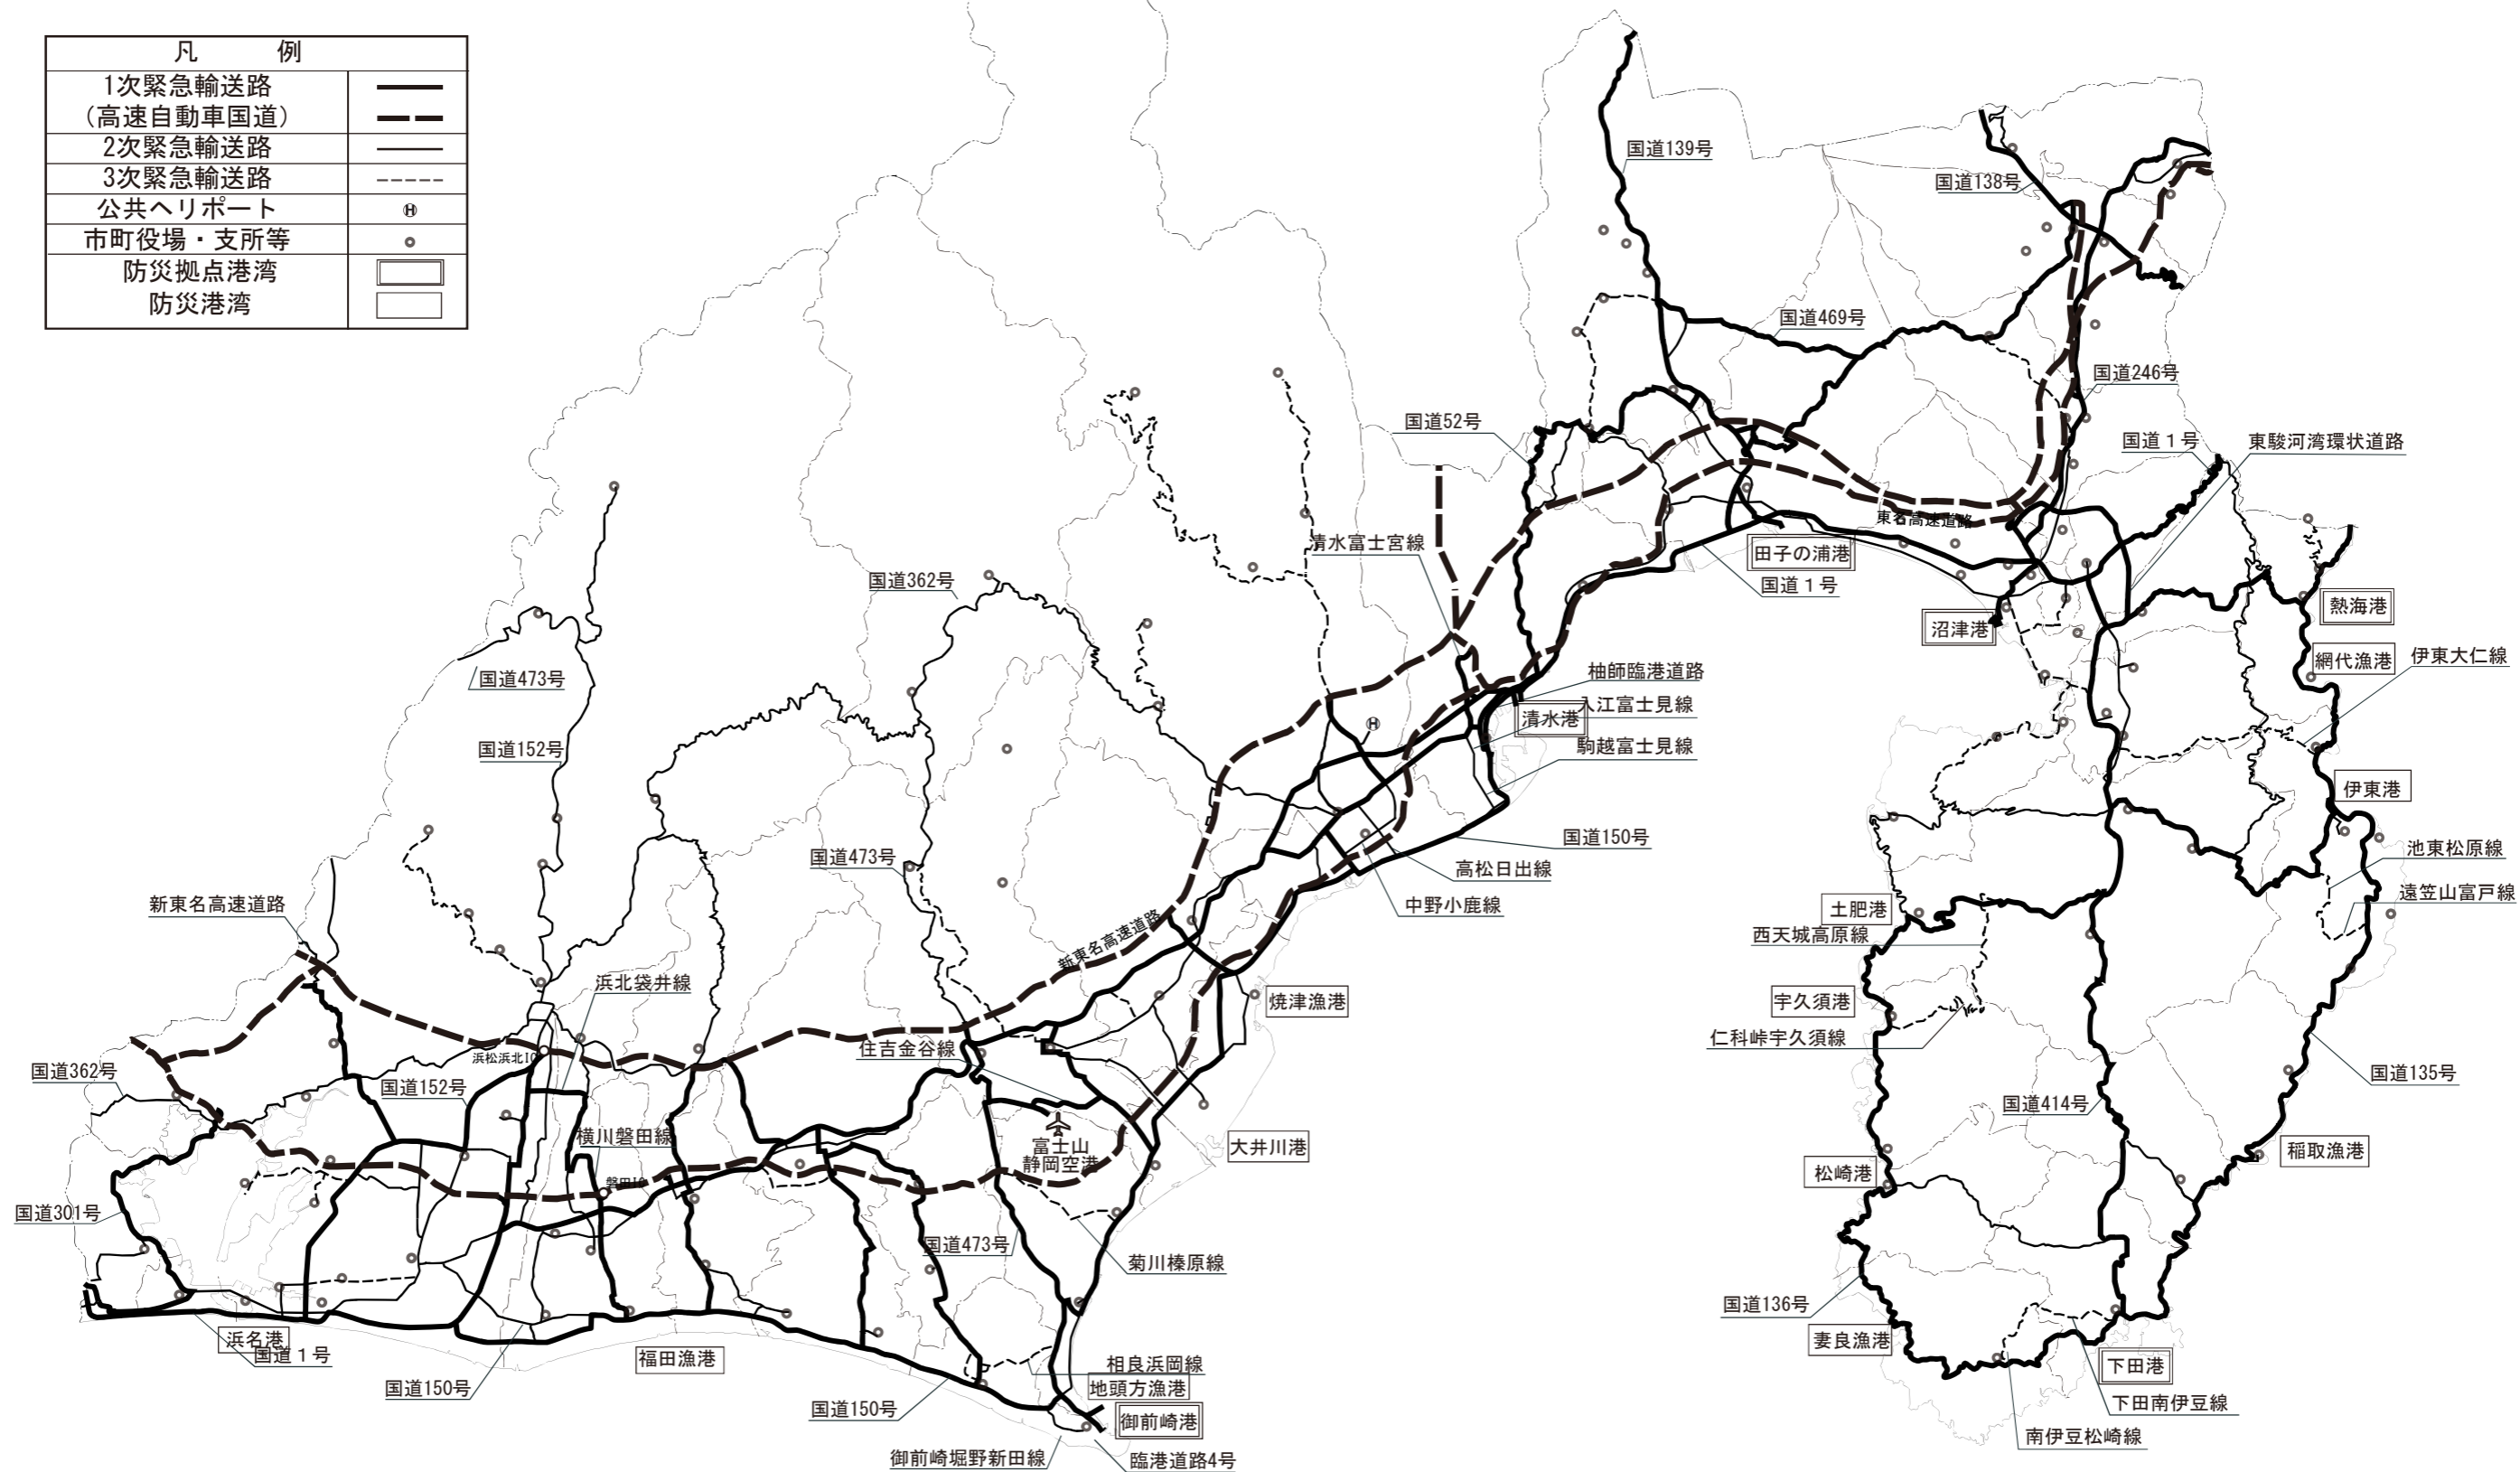 凡　例
1次緊急輸送路
(高速自動車国道)
2次緊急輸送路
3次緊急輸送路
公共ヘリポート
H
市町役場・支所等
防災拠点港湾
防災港湾
国道139号
国道138号
国道469号
国道246号
国道52号
国道１号
東駿河湾環状道路
東名高速道路
清水富士宮線
田子の浦港
国道１号
国道362号
沼津港
熱海港
網代漁港
伊東大仁線
国道473号
柚師臨港道路
入江富士見線
清水港
H
国道152号
駒越富士見線
伊東港
国道150号
国道473号
高松日出線
池東松原線
新東名高速道路
中野小鹿線
土肥港
遠笠山富戸線
西天城高原線
新東名高速道路
浜北袋井線
焼津漁港
宇久須港
仁科峠宇久須線
住吉金谷線
浜松浜北IC
国道362号
国道152号
国道135号
国道414号
横川磐田線
富士山
静岡空港
大井川港
稲取漁港
松崎港
磐田IC
国道301号
国道473号
菊川榛原線
国道136号
浜名港
国道１号
妻良漁港
福田漁港
相良浜岡線
下田港
国道150号
地頭方漁港
国道150号
御前崎港
下田南伊豆線
南伊豆松崎線
御前崎堀野新田線
臨港道路4号